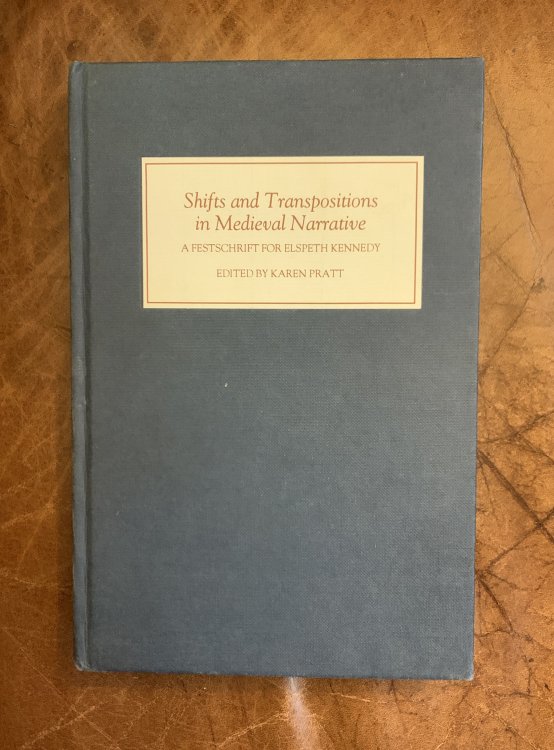 Shifts and Transpositions
in Medieval Narrative
A FESTSCHRIFT FOR ELSPETH KENNEDY
EDITED BY KAREN PRATT